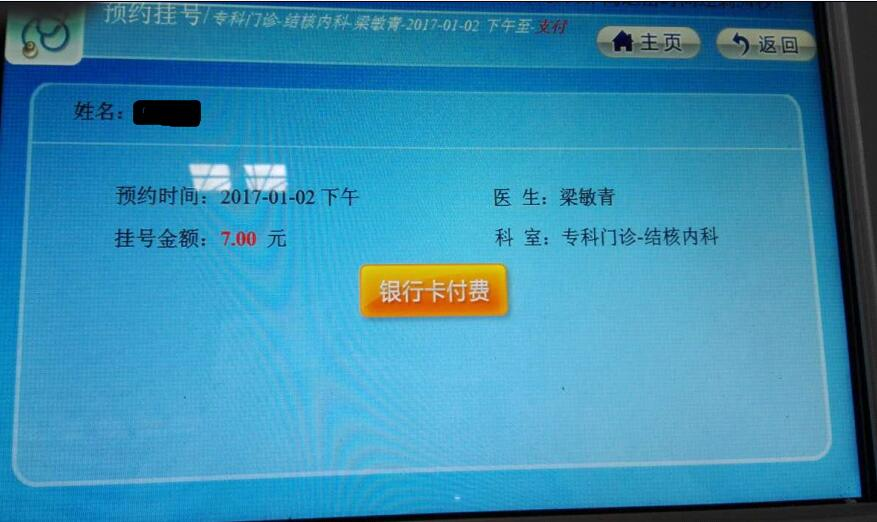 预约挂号/专科门诊-结核内科-梁敏青-2017-01-02 下午至-支付
主页
返回
姓名：
预约时间：2017-01-02 下午
医 生：梁敏青
挂号金额：7.00 元
科 室：专科门诊-结核内科
银行卡付费